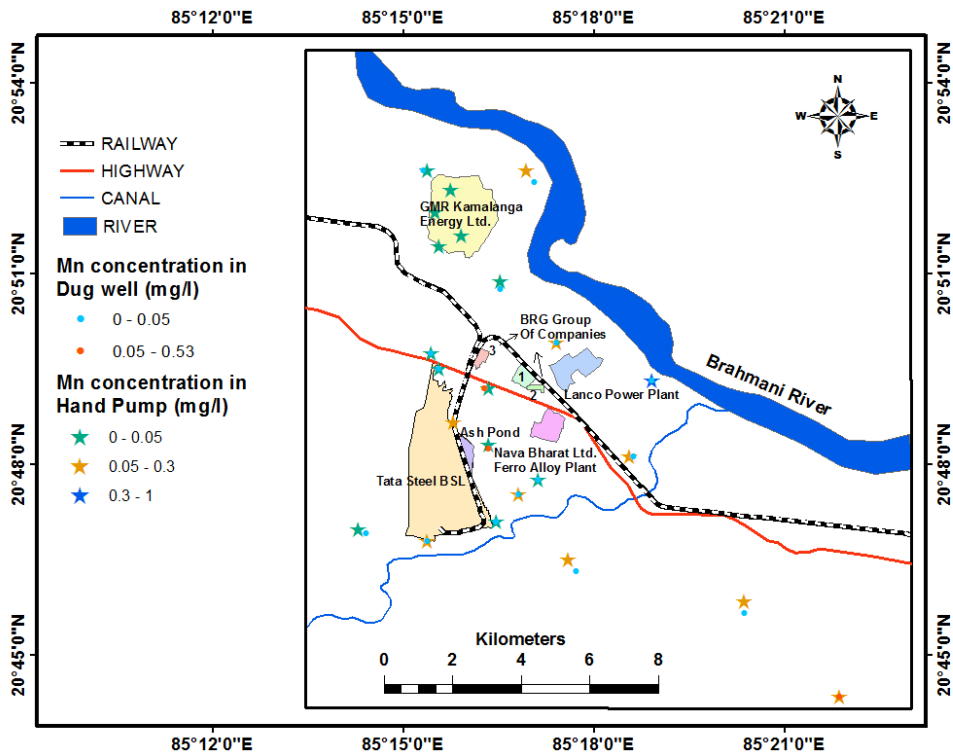 85°12'0"E 85°15'0"E 85°18'0"E 85°21'0"E
20°54'0"N 20°54'0"N
N
W E
S
RAILWAY
HIGHWAY
CANAL
RIVER
Mn concentration in
Dug well (mg/l)
0 - 0.05
0.05 - 0.53
Mn concentration in
Hand Pump (mg/l)
0 - 0.05
0.05 - 0.3
0.3 - 1
GMR Kamalanga
Energy Ltd.
20°51'0"N 20°51'0"N
BRG Group
Of Companies
3
1
2
Lanco Power Plant
Brahmani River
Ash Pond
Nava Bharat Ltd.
Ferro Alloy Plant
Tata Steel BSL
20°48'0"N 20°48'0"N
20°45'0"N 20°45'0"N
Kilometers
0 2 4 6 8
85°12'0"E 85°15'0"E 85°18'0"E 85°21'0"E